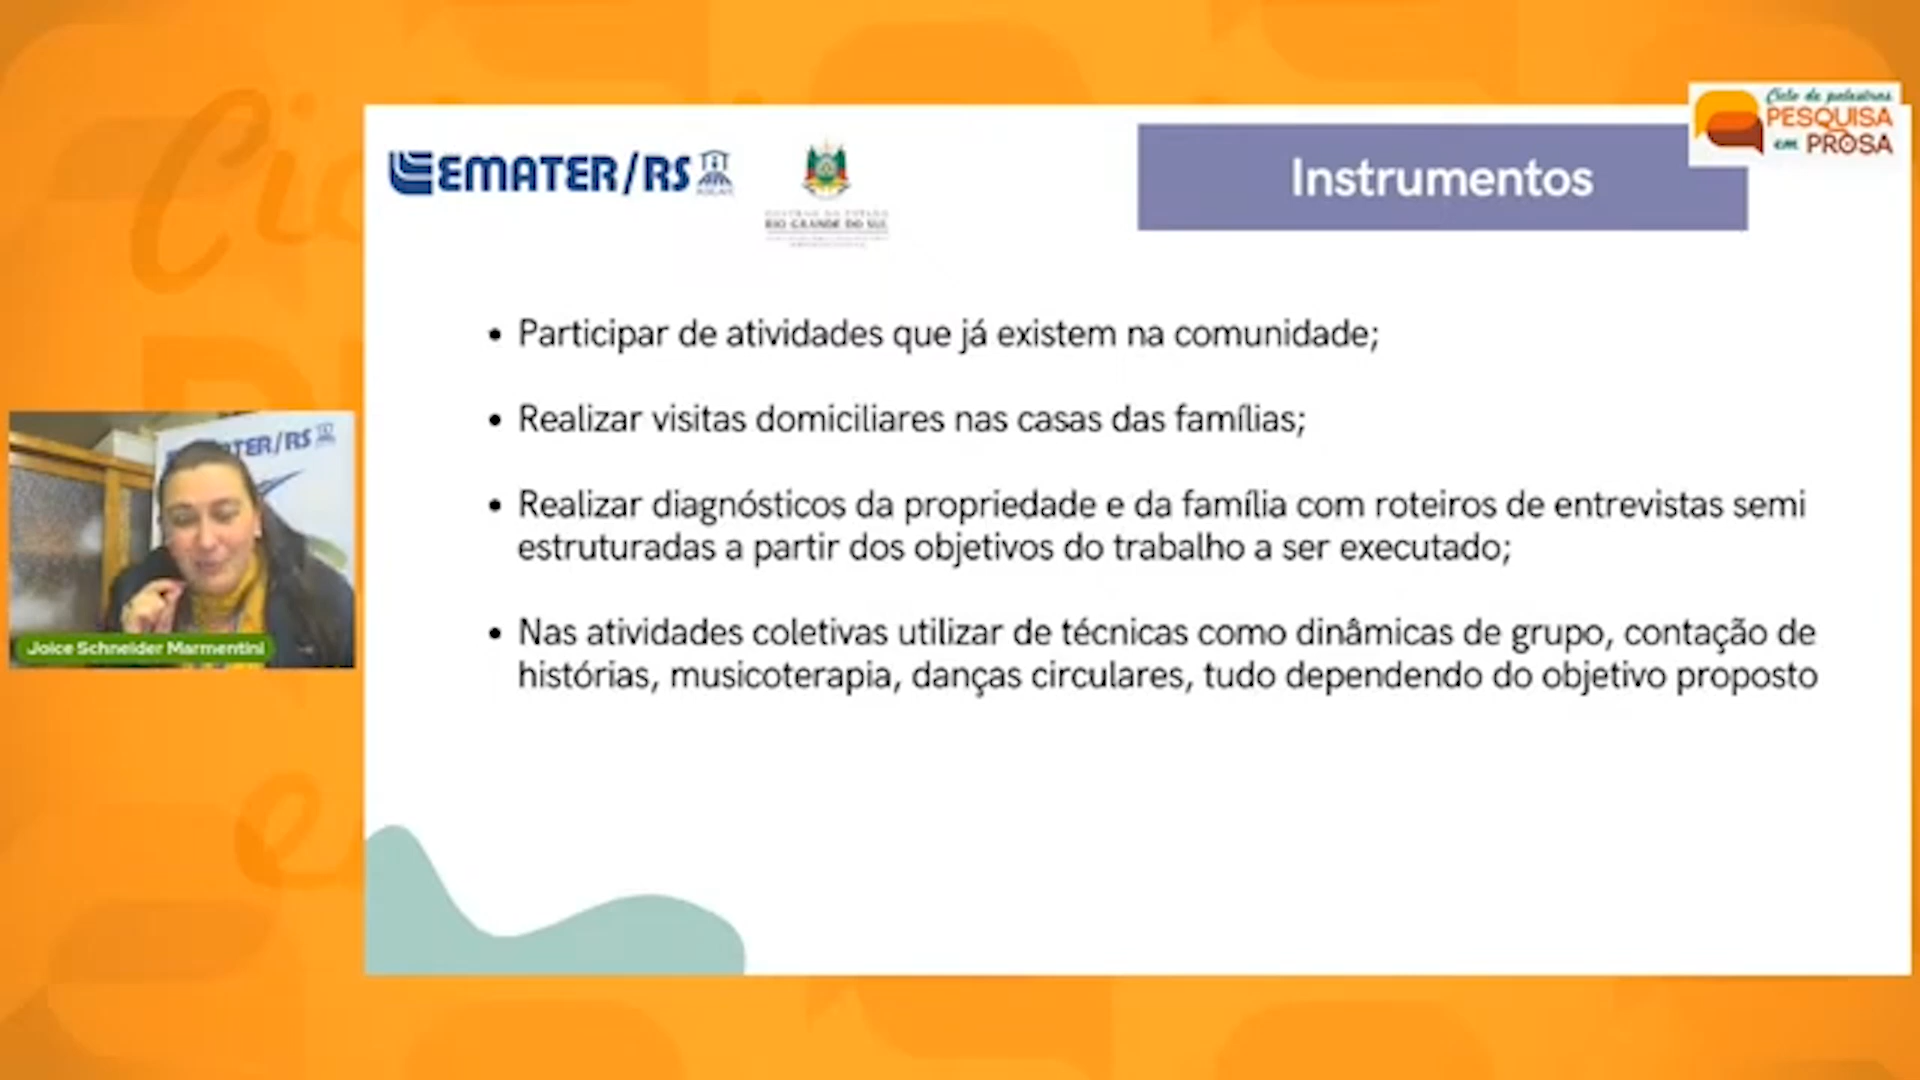 Ciclo de palestras
PESQUISA
em PROSA
EMATER/RS
RIO GRANDE DO SUL
Instrumentos
• Participar de atividades que já existem na comunidade;
• Realizar visitas domiciliares nas casas das famílias;
• Realizar diagnósticos da propriedade e da família com roteiros de entrevistas semi
estruturadas a partir dos objetivos do trabalho a ser executado;
• Nas atividades coletivas utilizar de técnicas como dinâmicas de grupo, contação de
histórias, musicoterapia, danças circulares, tudo dependendo do objetivo proposto
TER/RS
Joice Schneider Marmentini